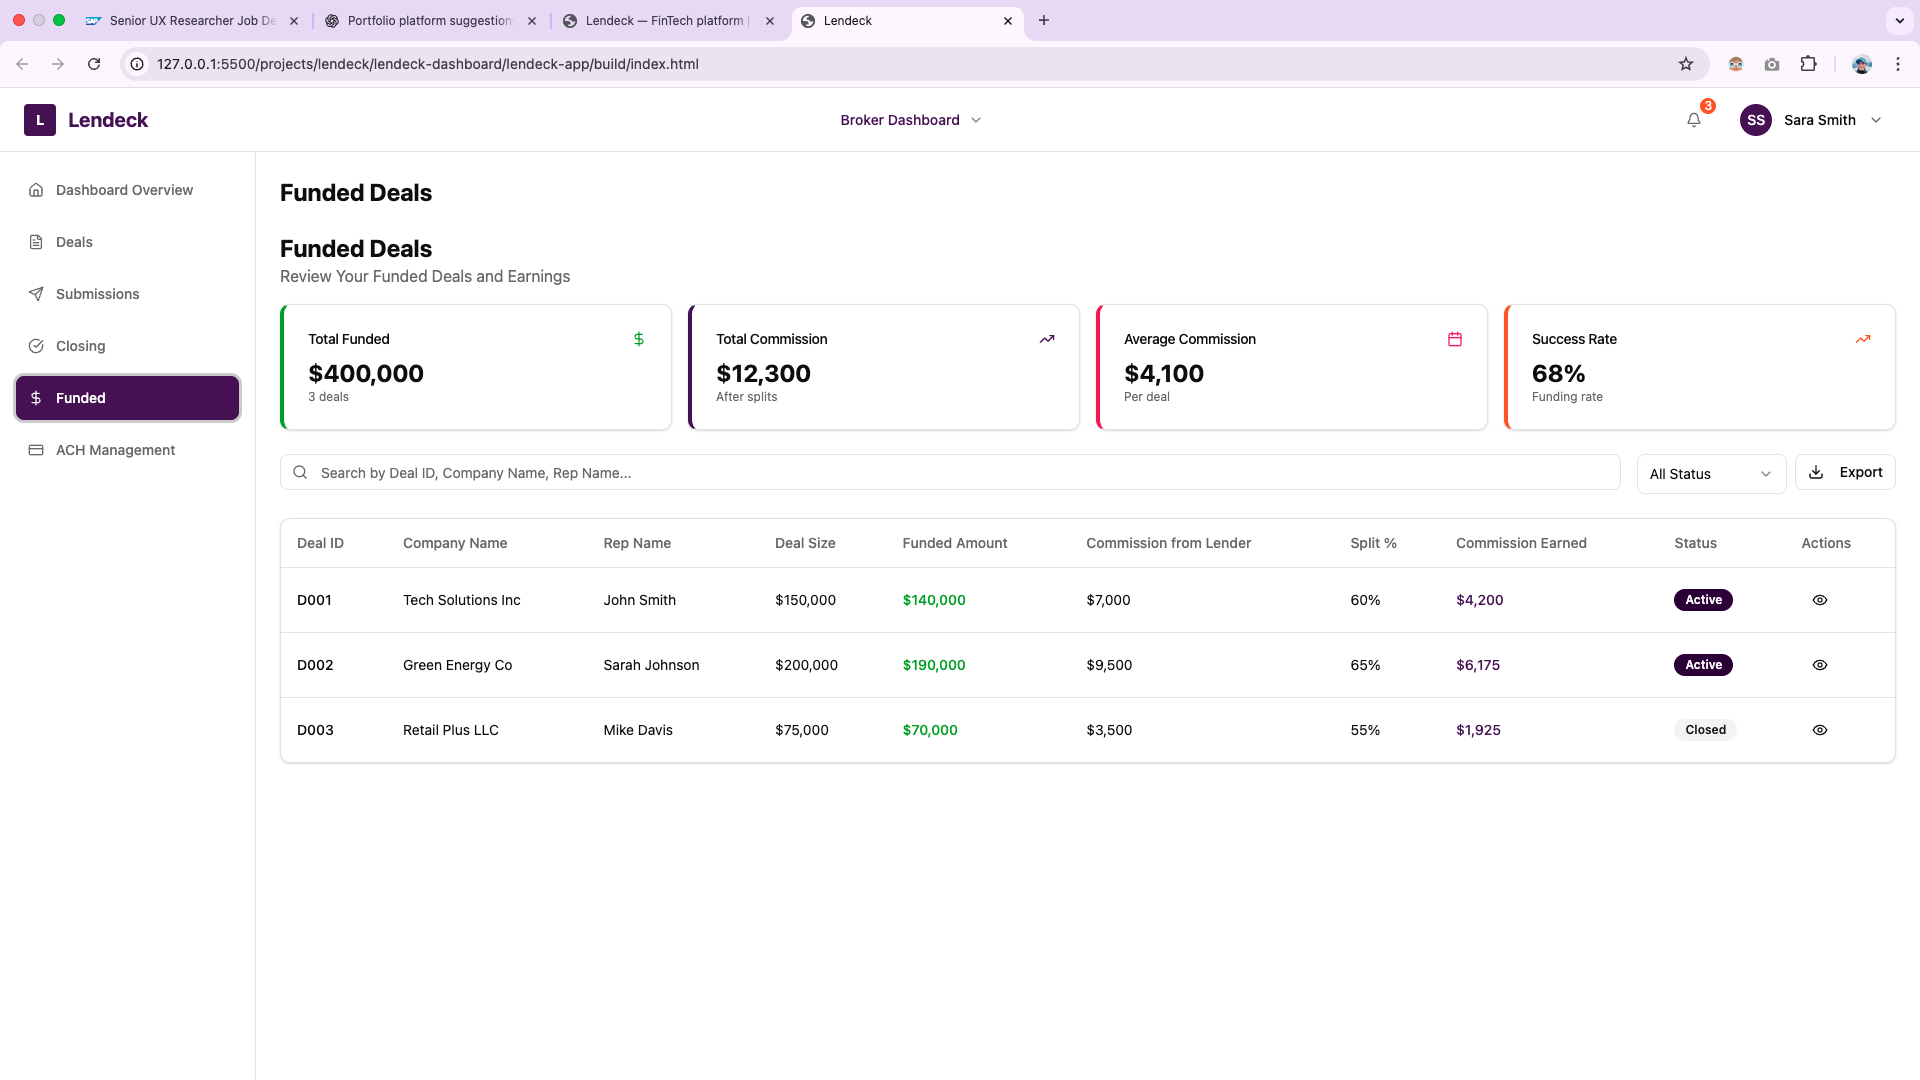 Senior UX Researcher Job De
Portfolio platform suggestion
Lendeck — FinTech platform |
Lendeck
127.0.0.1:5500/projects/lendeck/lendeck-dashboard/lendeck-app/build/index.html
L Lendeck
Broker Dashboard
3
SS Sara Smith
Dashboard Overview
Deals
Submissions
Closing
Funded
ACH Management
Funded Deals
Funded Deals
Review Your Funded Deals and Earnings
Total Funded
$400,000
3 deals
Total Commission
$12,300
After splits
Average Commission
$4,100
Per deal
Success Rate
68%
Funding rate
Search by Deal ID, Company Name, Rep Name...
All Status
Export
Deal ID Company Name Rep Name Deal Size Funded Amount Commission from Lender Split % Commission Earned Status Actions
D001 Tech Solutions Inc John Smith $150,000 $140,000 $7,000 60% $4,200 Active
D002 Green Energy Co Sarah Johnson $200,000 $190,000 $9,500 65% $6,175 Active
D003 Retail Plus LLC Mike Davis $75,000 $70,000 $3,500 55% $1,925 Closed